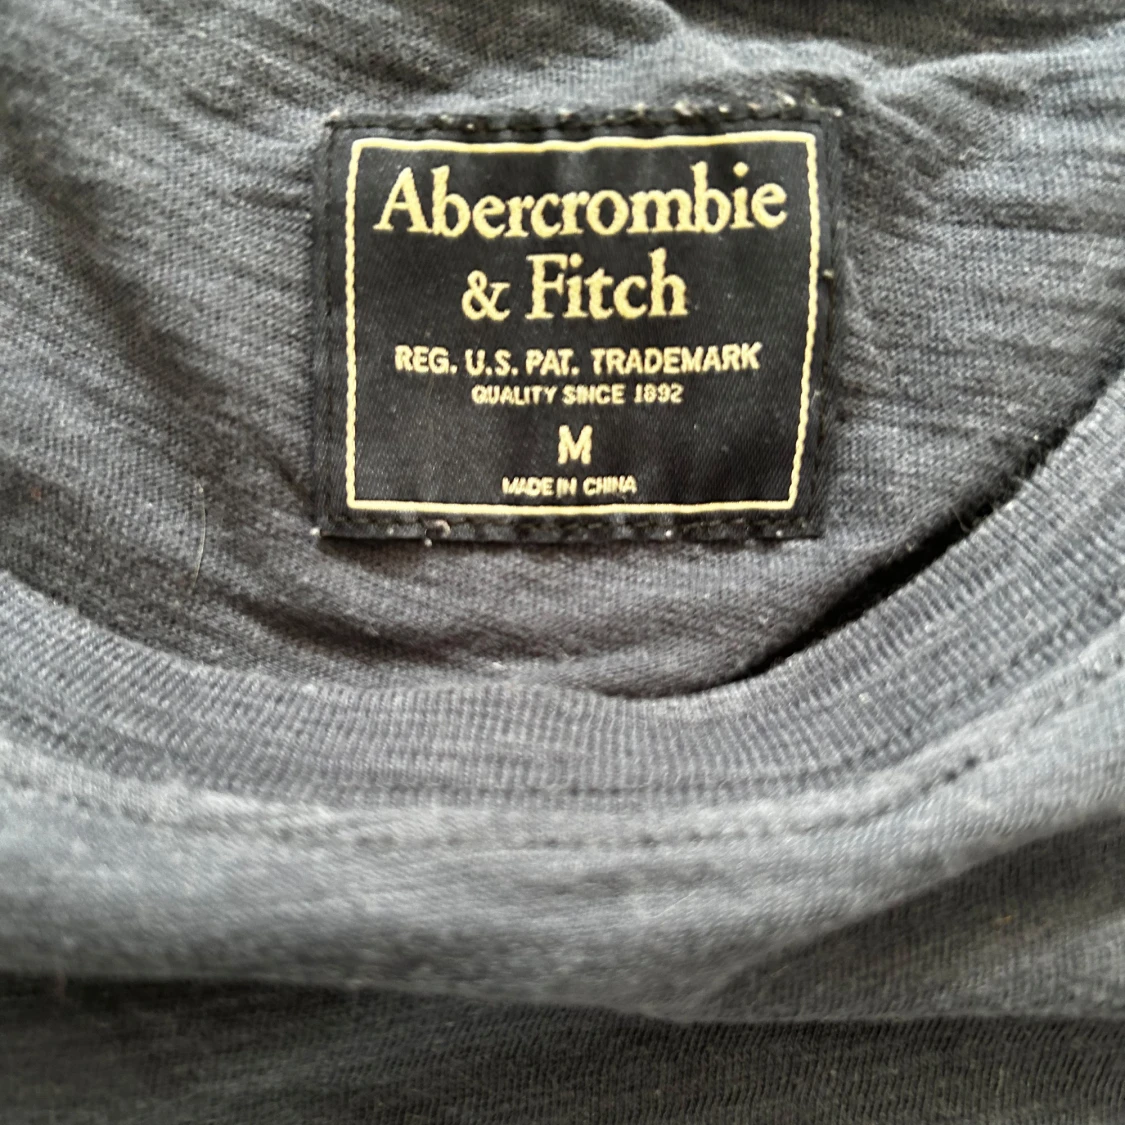 Abercrombie
& Fitch
REG. U.S. PAT. TRADEMARK
QUALITY SINCE 1892
M
MADE IN CHINA